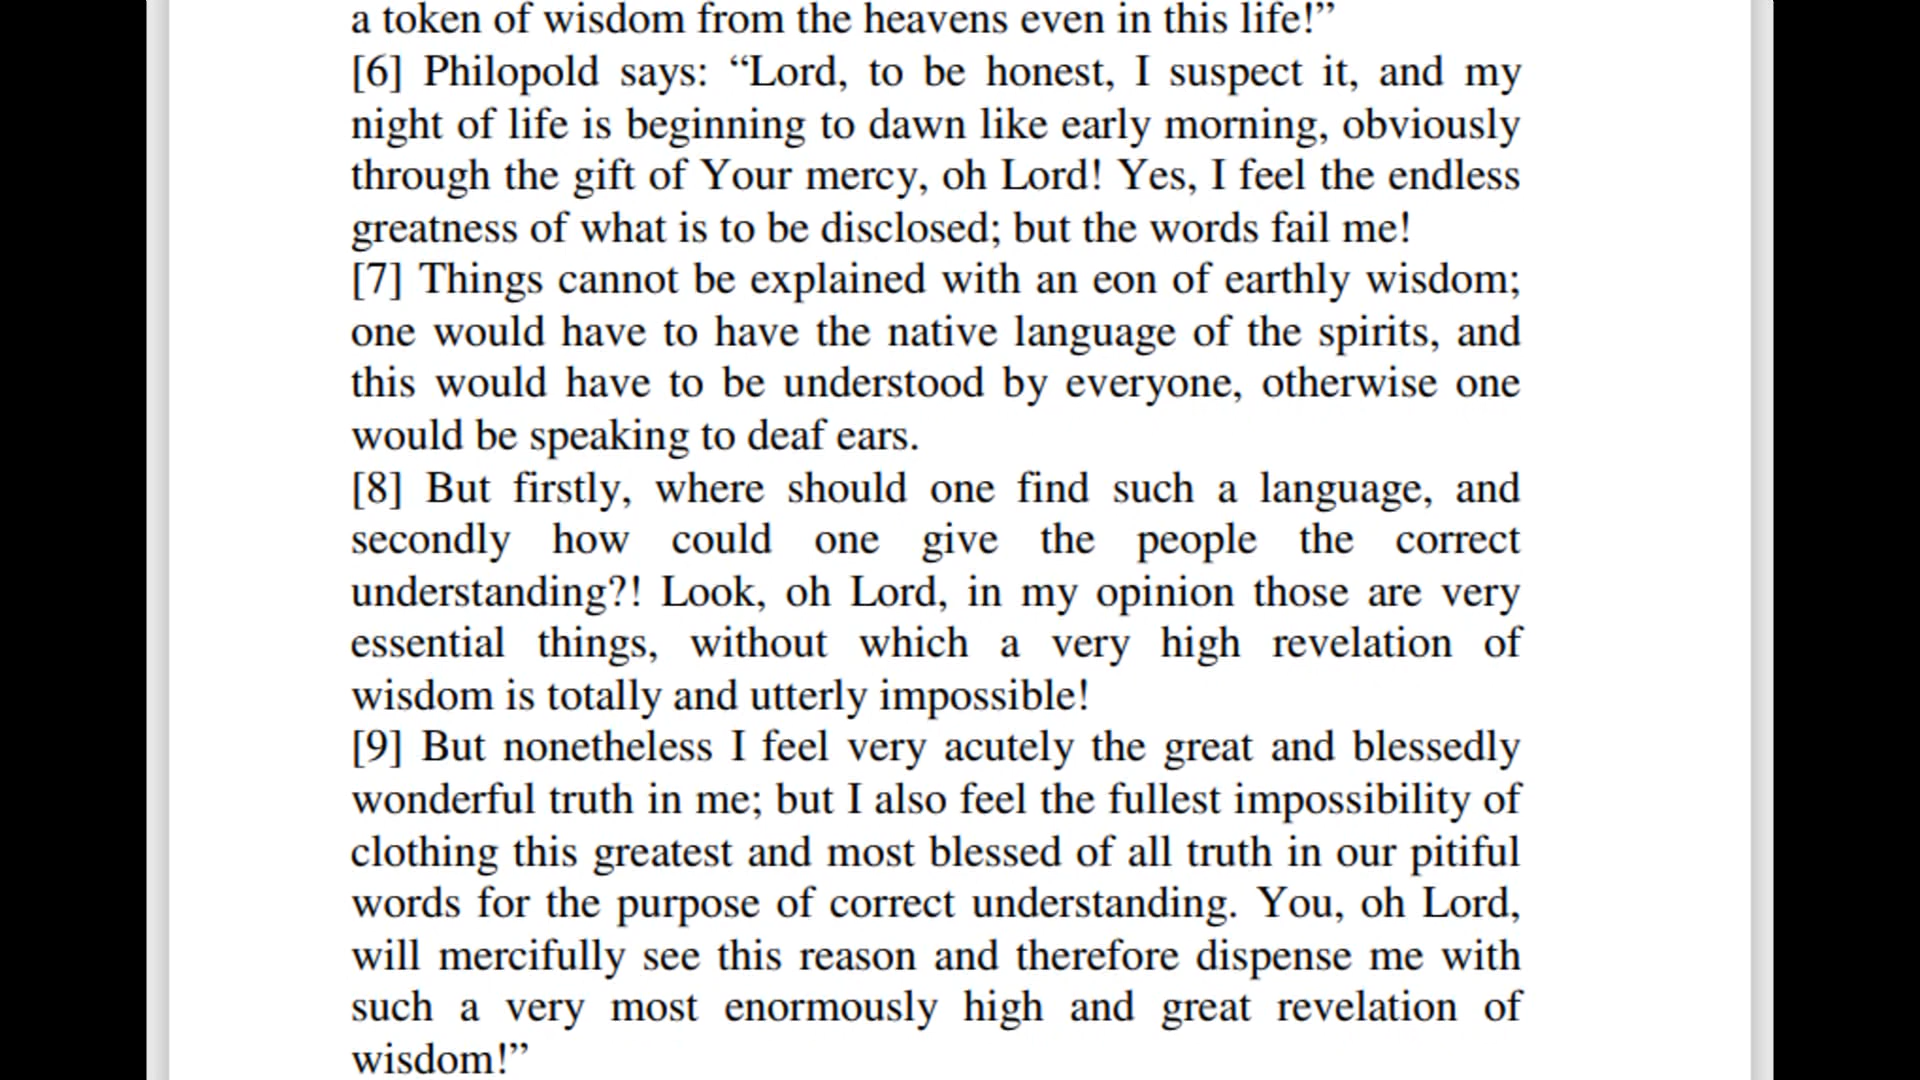 a token of wisdom from the heavens even in this life!”
[6] Philopold says: “Lord, to be honest, I suspect it, and my
night of life is beginning to dawn like early morning, obviously
through the gift of Your mercy, oh Lord! Yes, I feel the endless
greatness of what is to be disclosed; but the words fail me!
[7] Things cannot be explained with an eon of earthly wisdom;
one would have to have the native language of the spirits, and
this would have to be understood by everyone, otherwise one
would be speaking to deaf ears.
[8] But firstly, where should one find such a language, and
secondly how could one give the people the correct
understanding?! Look, oh Lord, in my opinion those are very
essential things, without which a very high revelation of
wisdom is totally and utterly impossible!
[9] But nonetheless I feel very acutely the great and blessedly
wonderful truth in me; but I also feel the fullest impossibility of
clothing this greatest and most blessed of all truth in our pitiful
words for the purpose of correct understanding. You, oh Lord,
will mercifully see this reason and therefore dispense me with
such a very most enormously high and great revelation of
wisdom!”